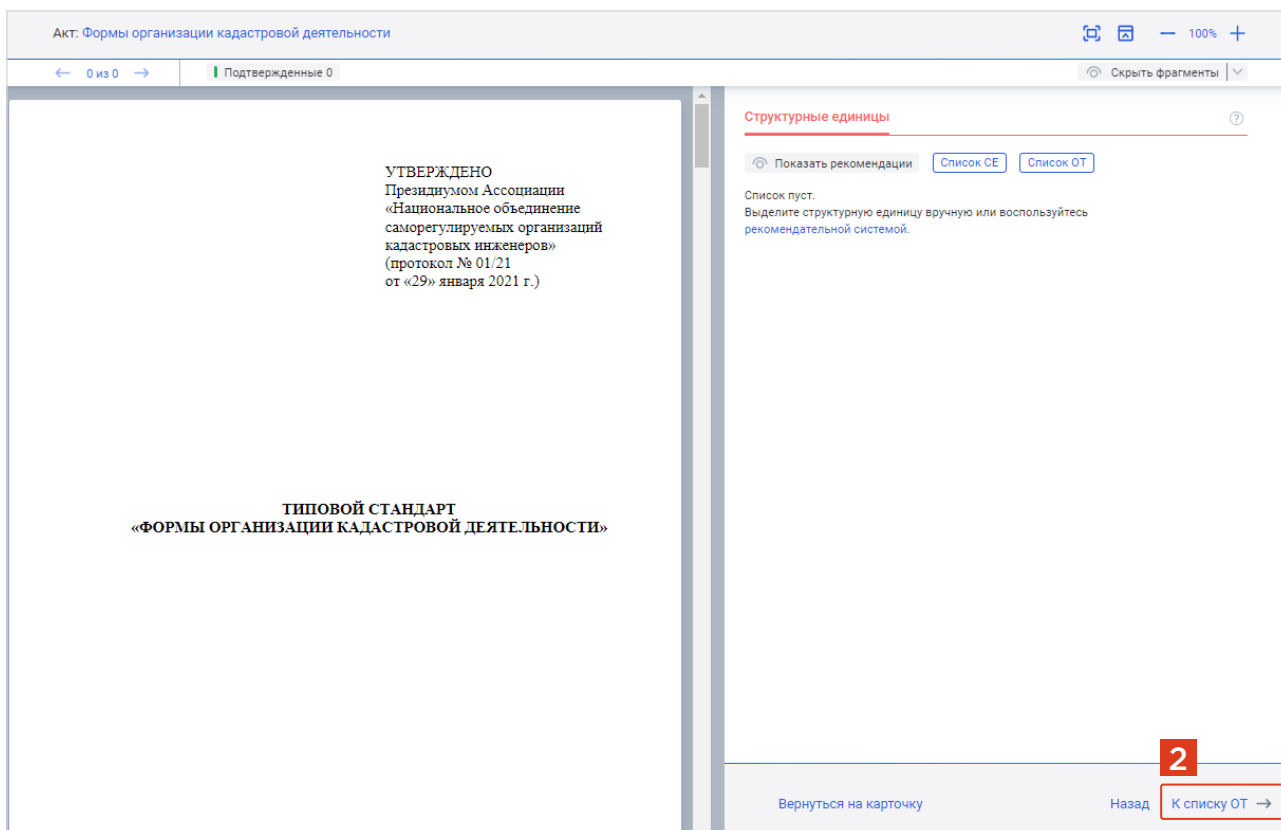 Акт: Формы организации кадастровой деятельности
100%
0 из 0
Подтвержденные 0
Скрыть фрагменты
УТВЕРЖДЕНО
Президиумом Ассоциации
«Национальное объединение
саморегулируемых организаций
кадастровых инженеров»
(протокол № 01/21
от «29» января 2021 г.)
ТИПОВОЙ СТАНДАРТ
«ФОРМЫ ОРГАНИЗАЦИИ КАДАСТРОВОЙ ДЕЯТЕЛЬНОСТИ»
Структурные единицы
?
Показать рекомендации Список СЕ Список ОТ
Список пуст.
Выделите структурную единицу вручную или воспользуйтесь
рекомендательной системой.
2
Вернуться на карточку Назад К списку ОТ →